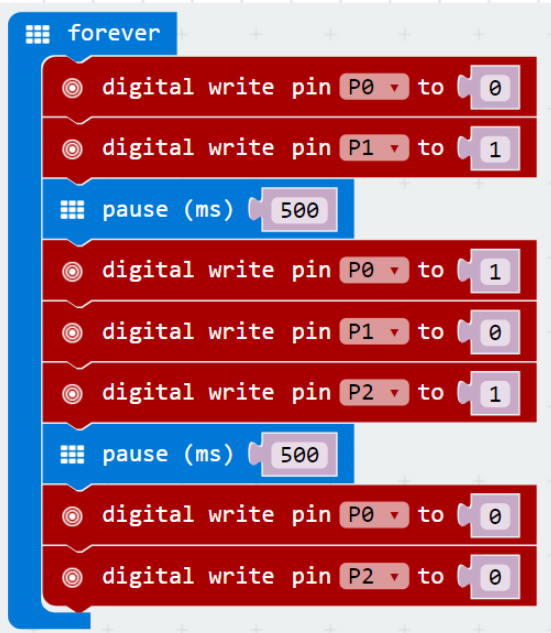 forever
digital write pin P0 ▾ to 0
digital write pin P1 ▾ to 1
pause (ms) 500
digital write pin P0 ▾ to 1
digital write pin P1 ▾ to 0
digital write pin P2 ▾ to 1
pause (ms) 500
digital write pin P0 ▾ to 0
digital write pin P2 ▾ to 0